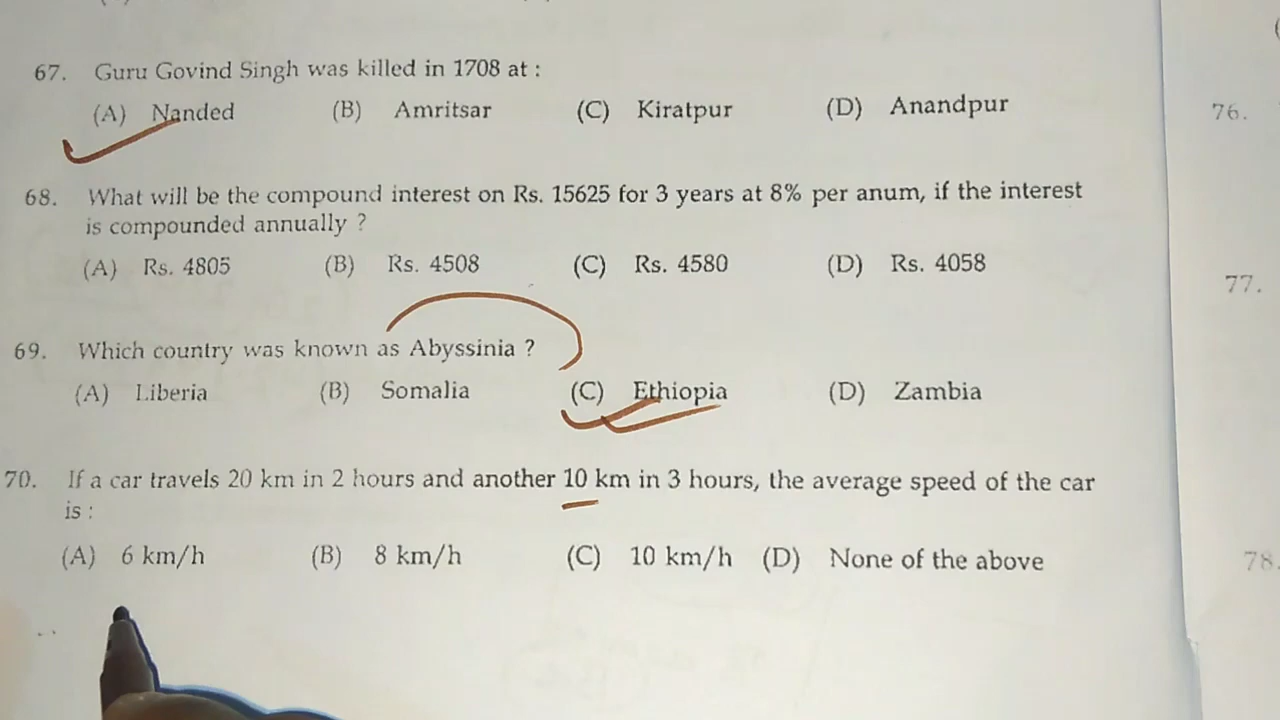 67. Guru Govind Singh was killed in 1708 at :
(A) Nanded (B) Amritsar (C) Kiratpur (D) Anandpur
76.
68. What will be the compound interest on Rs. 15625 for 3 years at 8% per anum, if the interest
is compounded annually ?
(A) Rs. 4805 (B) Rs. 4508 (C) Rs. 4580 (D) Rs. 4058
77.
69. Which country was known as Abyssinia ?
(A) Liberia (B) Somalia (C) Ethiopia (D) Zambia
70. If a car travels 20 km in 2 hours and another 10 km in 3 hours, the average speed of the car
is :
(A) 6 km/h (B) 8 km/h (C) 10 km/h (D) None of the above
78.